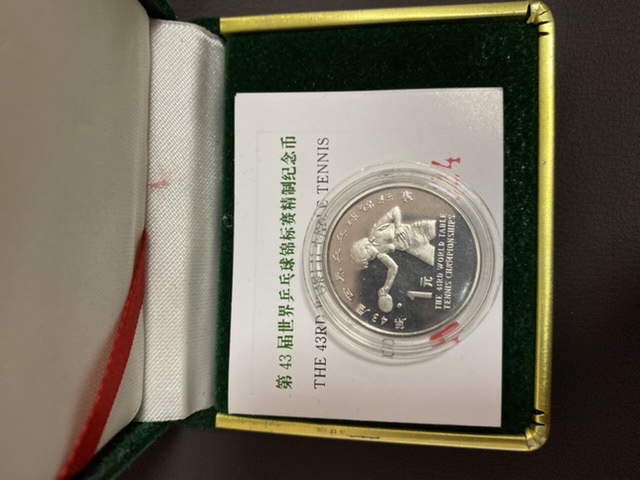 第43届世界乒乓球锦标赛精制纪念币
THE 43RD WORLD TABLE TENNIS
第43届世界乒乓球锦标赛
1元
THE 43RD WORLD TABLE
TENNIS CHAMPIONSHIPS